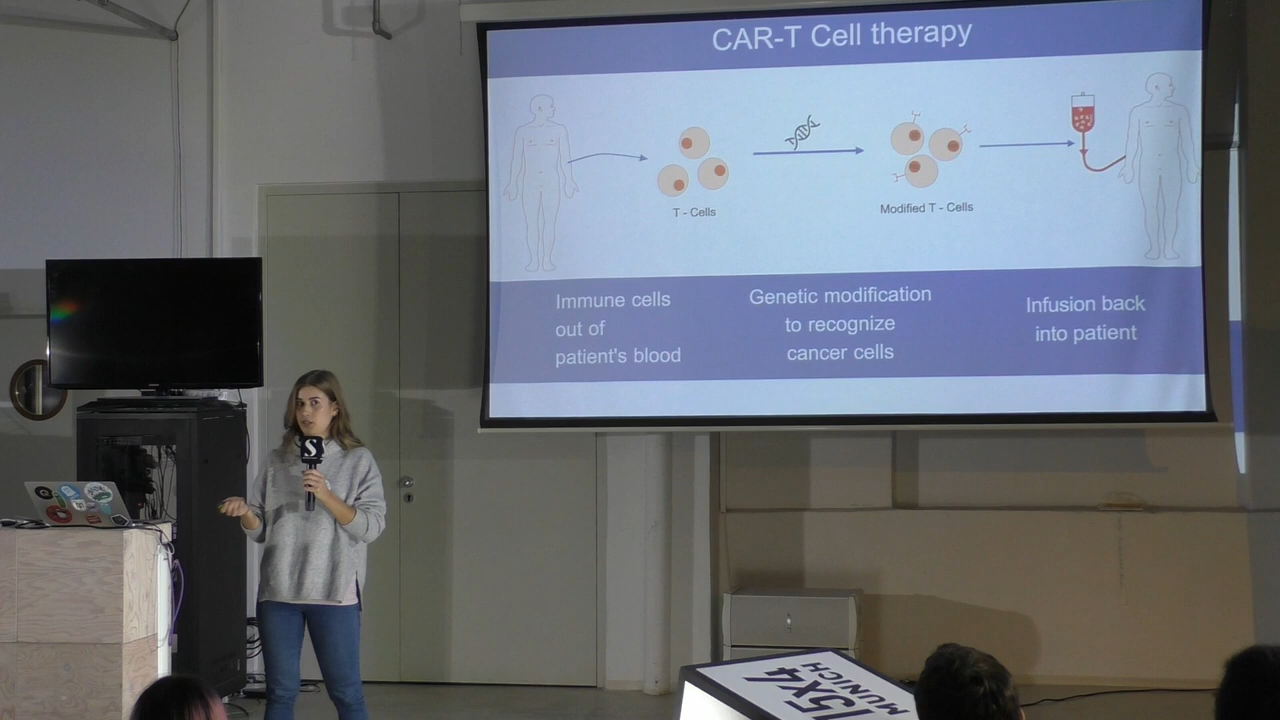 CAR-T Cell therapy
T - Cells
Modified T - Cells
Immune cells
out of
patient's blood
Genetic modification
to recognize
cancer cells
Infusion back
into patient
S
15X4
MUNICH